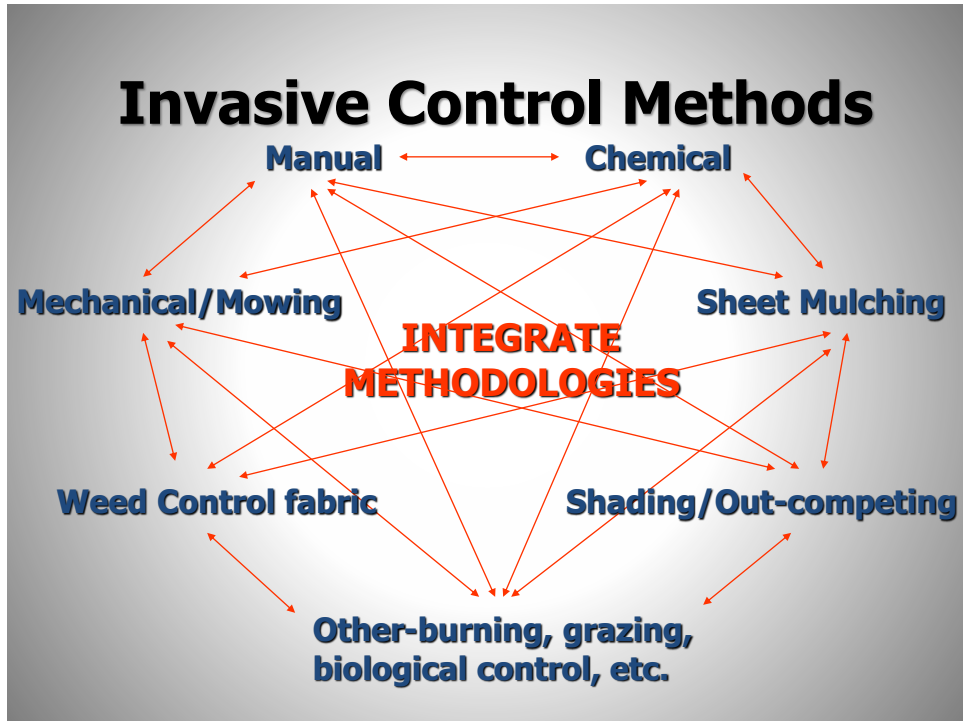 Invasive Control Methods
Manual
Chemical
Mechanical/Mowing
Sheet Mulching
INTEGRATE
METHODOLOGIES
Weed Control fabric
Shading/Out-competing
Other-burning, grazing,
biological control, etc.